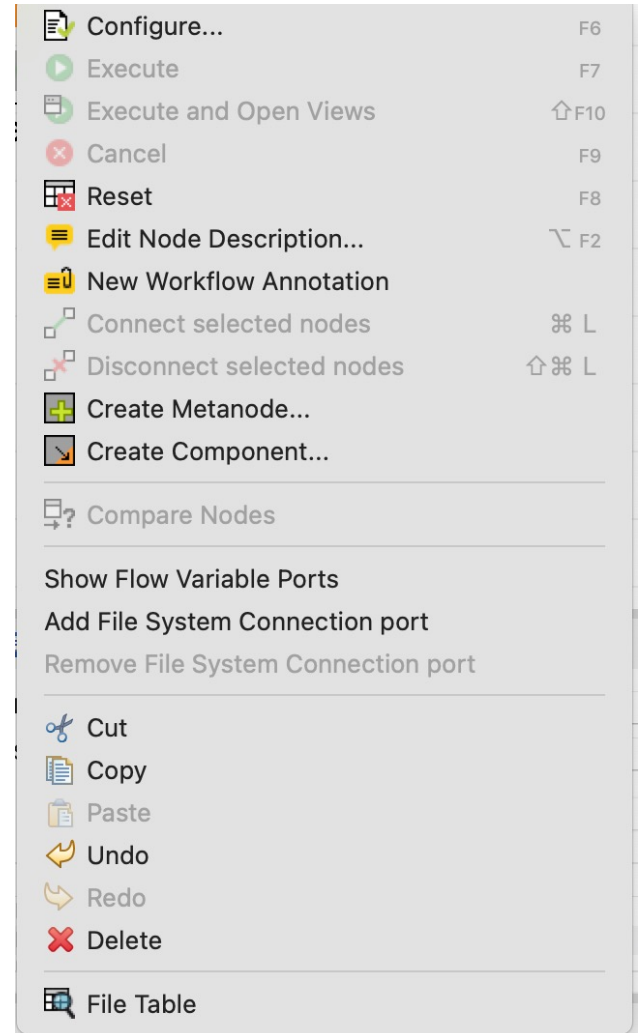 Configure... F6
Execute F7
Execute and Open Views ⇧F10
Cancel F9
Reset F8
Edit Node Description... ⌥ F2
New Workflow Annotation
Connect selected nodes ⌘ L
Disconnect selected nodes ⇧⌘ L
Create Metanode...
Create Component...
Compare Nodes
Show Flow Variable Ports
Add File System Connection port
Remove File System Connection port
Cut
Copy
Paste
Undo
Redo
Delete
File Table